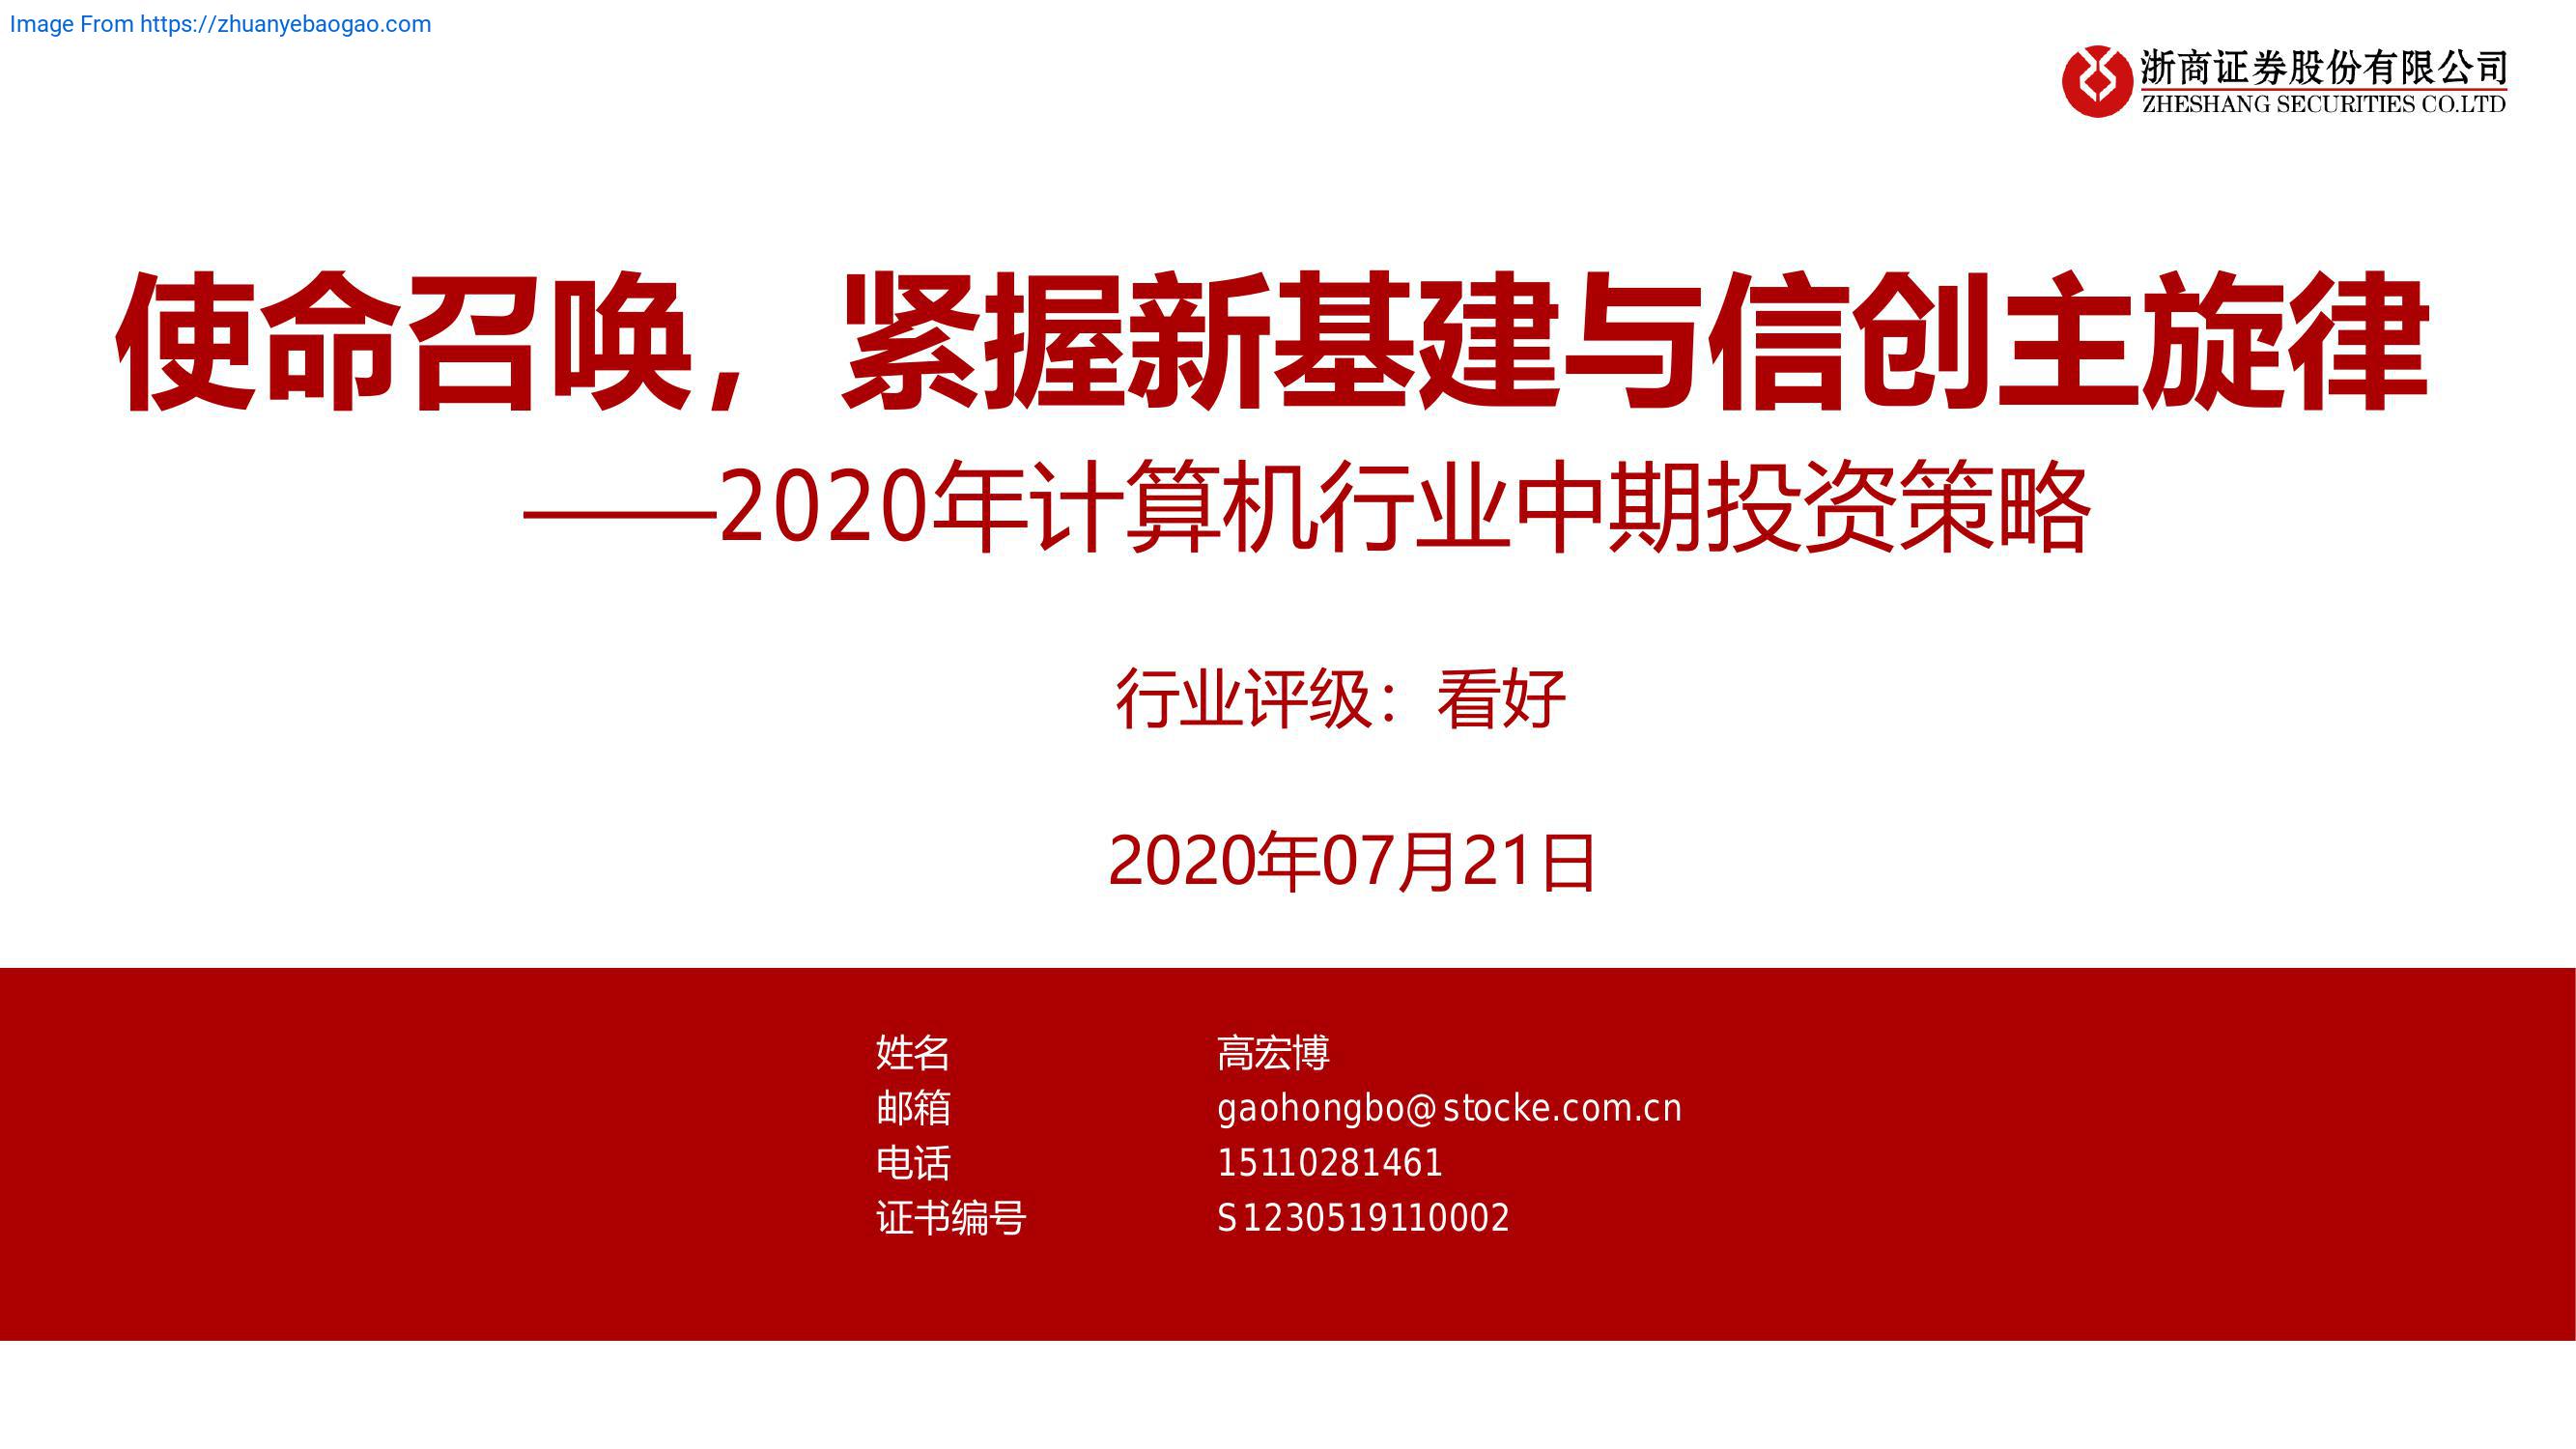 Image From https://zhuanyebaogao.com
浙商证券股份有限公司
ZHESHANG SECURITIES CO.LTD
使命召唤，紧握新基建与信创主旋律
——2020年计算机行业中期投资策略
行业评级：看好
2020年07月21日
姓名 高宏博
邮箱 gaohongbo@stocke.com.cn
电话 15110281461
证书编号 S1230519110002